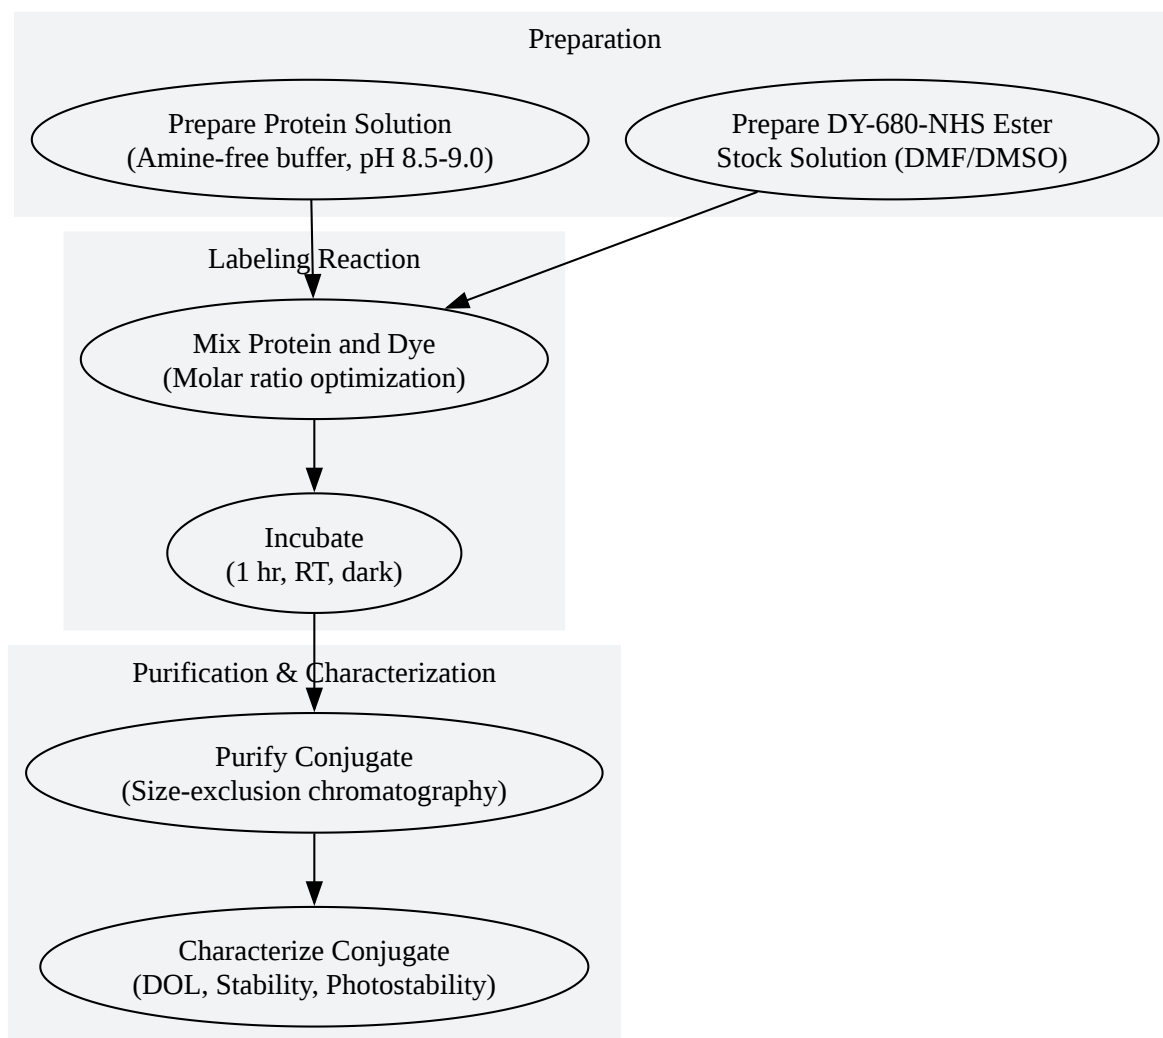 Preparation
Prepare Protein Solution
(Amine-free buffer, pH 8.5-9.0)
Prepare DY-680-NHS Ester
Stock Solution (DMF/DMSO)
Labeling Reaction
Mix Protein and Dye
(Molar ratio optimization)
Incubate
(1 hr, RT, dark)
Purification & Characterization
Purify Conjugate
(Size-exclusion chromatography)
Characterize Conjugate
(DOL, Stability, Photostability)